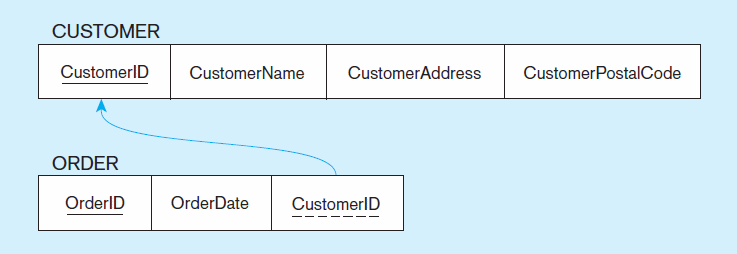 CUSTOMER
CustomerID CustomerName CustomerAddress CustomerPostalCode
ORDER
OrderID OrderDate CustomerID